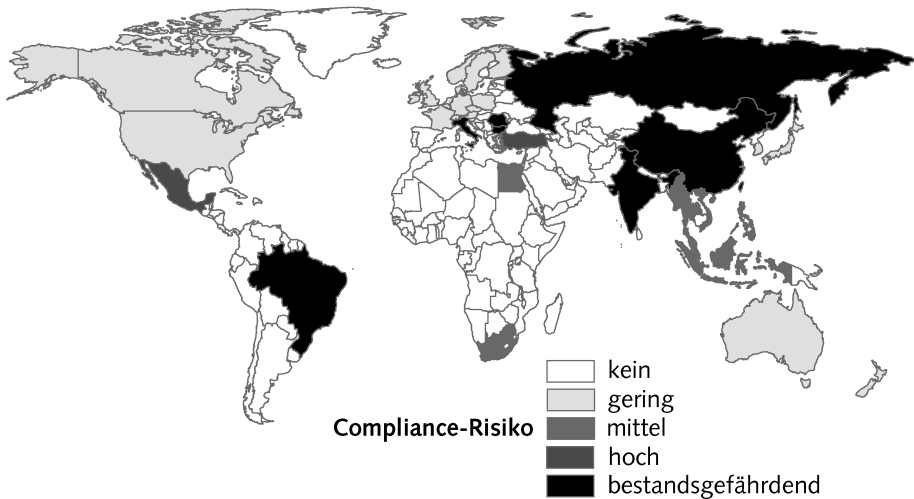 kein
gering
Compliance-Risiko mittel
hoch
bestandsgefährdend